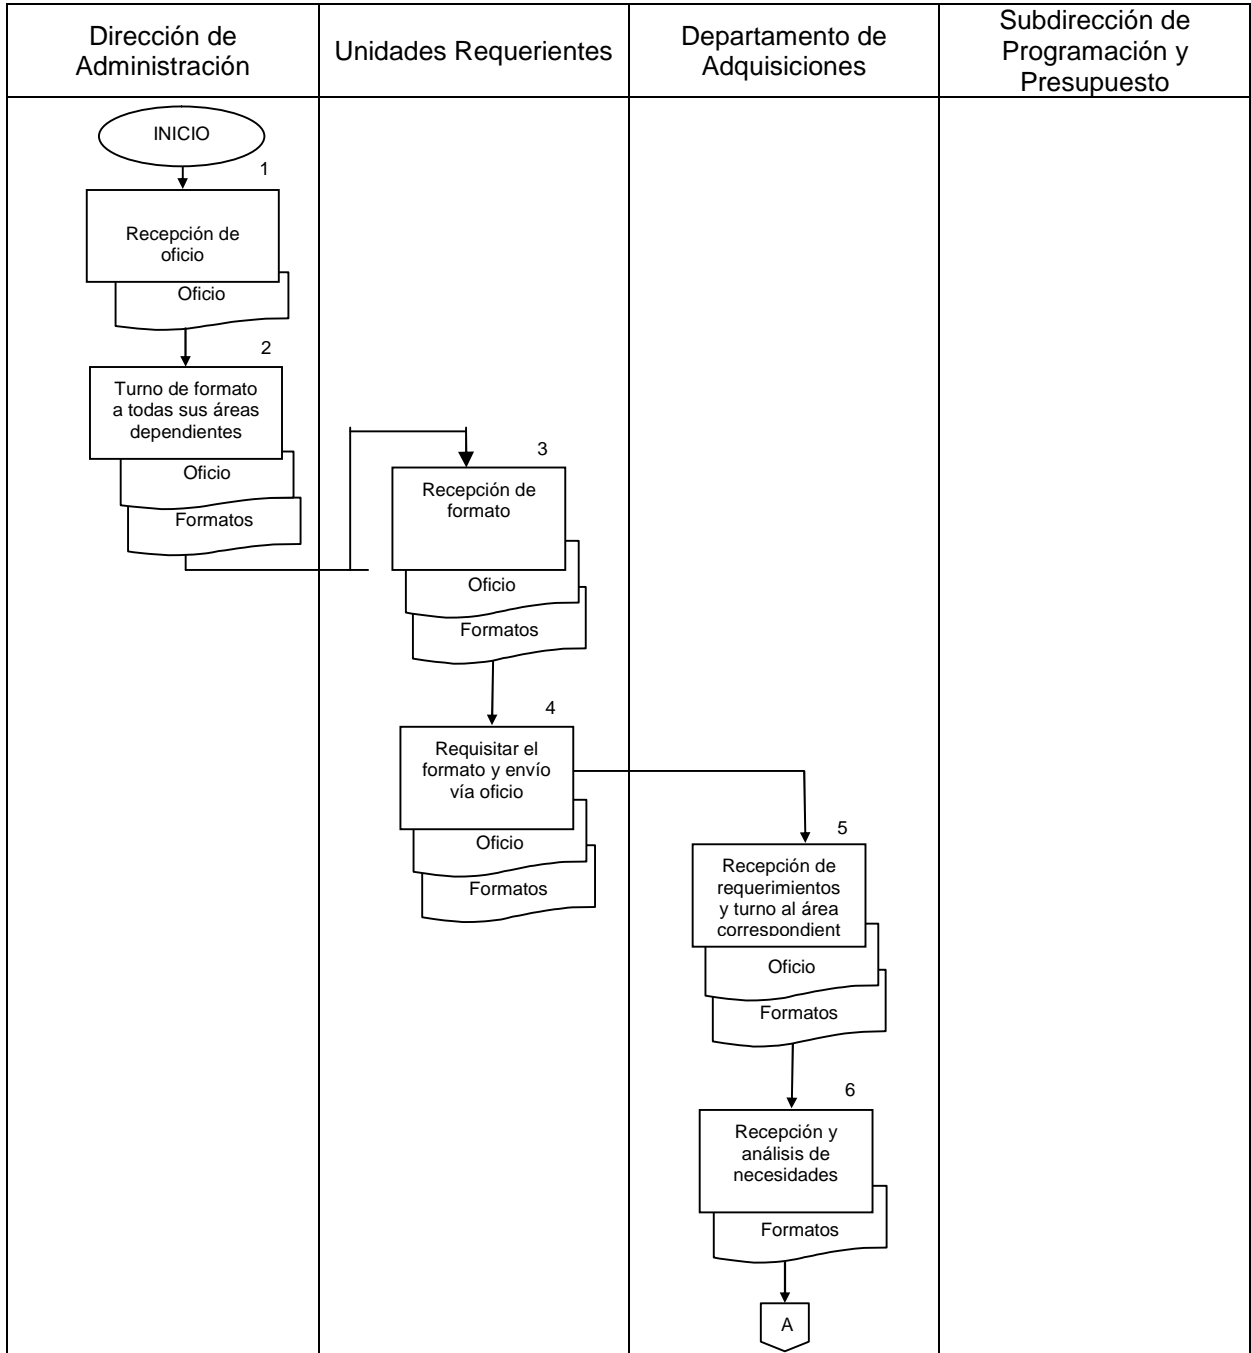 Dirección de
Administración
Unidades Requerientes
Departamento de
Adquisiciones
Subdirección de
Programación y
Presupuesto
INICIO
1
Recepción de
oficio
Oficio
2
Turno de formato
a todas sus áreas
dependientes
Oficio
Formatos
3
Recepción de
formato
Oficio
Formatos
4
Requisitar el
formato y envío
vía oficio
Oficio
Formatos
5
Recepción de
requerimientos
y turno al área
correspondient
Oficio
Formatos
6
Recepción y
análisis de
necesidades
Formatos
A